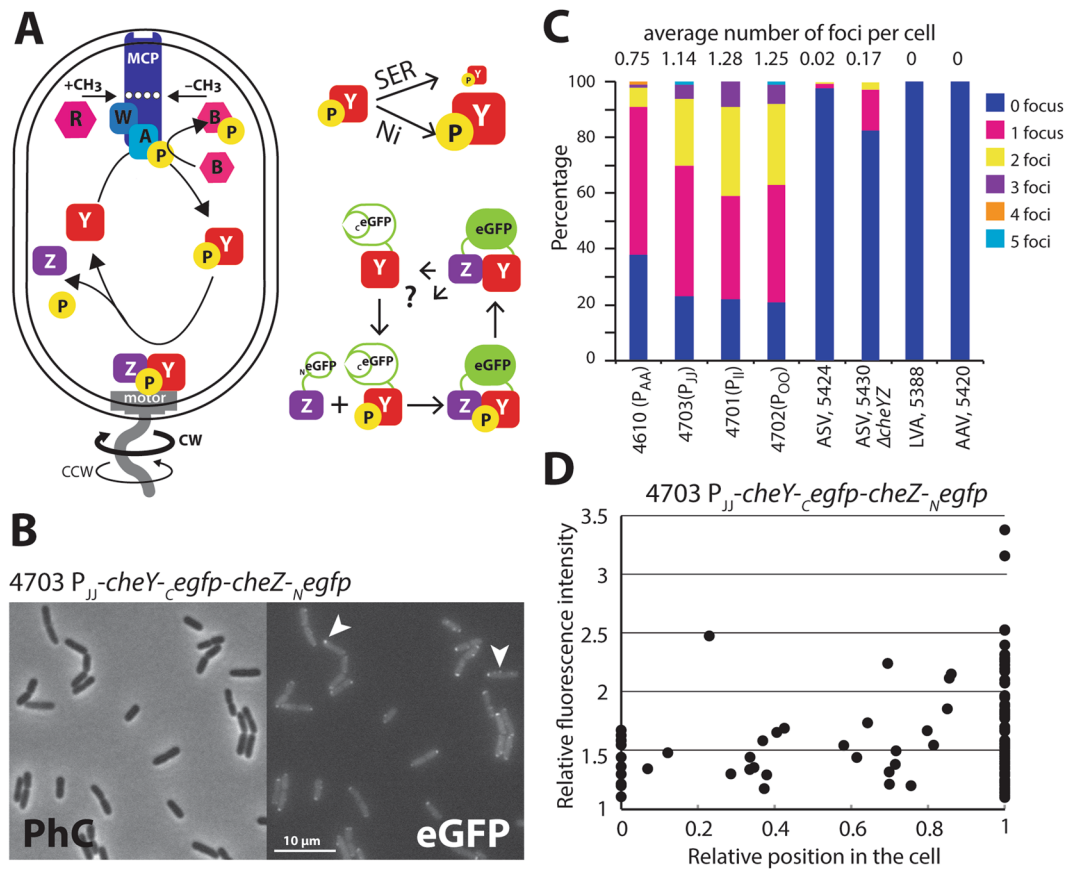 A
MCP
+CH3
–CH3
R
W
A
P
B
P
B
Y
Z
P
P
Y
Z
Y
P
motor
CW
CCW
P
Y
SER
Ni
P
Y
P
Y
CeGFP
Y
eGFP
Z
Y
?
NeGFP
Z
+
CeGFP
P
Y
eGFP
Z
Y
P
B
4703 PJJ-cheY-Cegfp-cheZ-Negfp
PhC
10 µm
eGFP
C
average number of foci per cell
0.75 1.14 1.28 1.25 0.02 0.17 0 0
Percentage
100
80
60
40
20
0
4610 (PAA)
4703(PJJ)
4701(PII)
4702(POO)
ASV, 5424
ASV, 5430
ΔcheYZ
LVA, 5388
AAV, 5420
0 focus
1 focus
2 foci
3 foci
4 foci
5 foci
D
4703 PJJ-cheY-Cegfp-cheZ-Negfp
Relative fluorescence intensity
3.5
3
2.5
2
1.5
1
0 0.2 0.4 0.6 0.8 1
Relative position in the cell